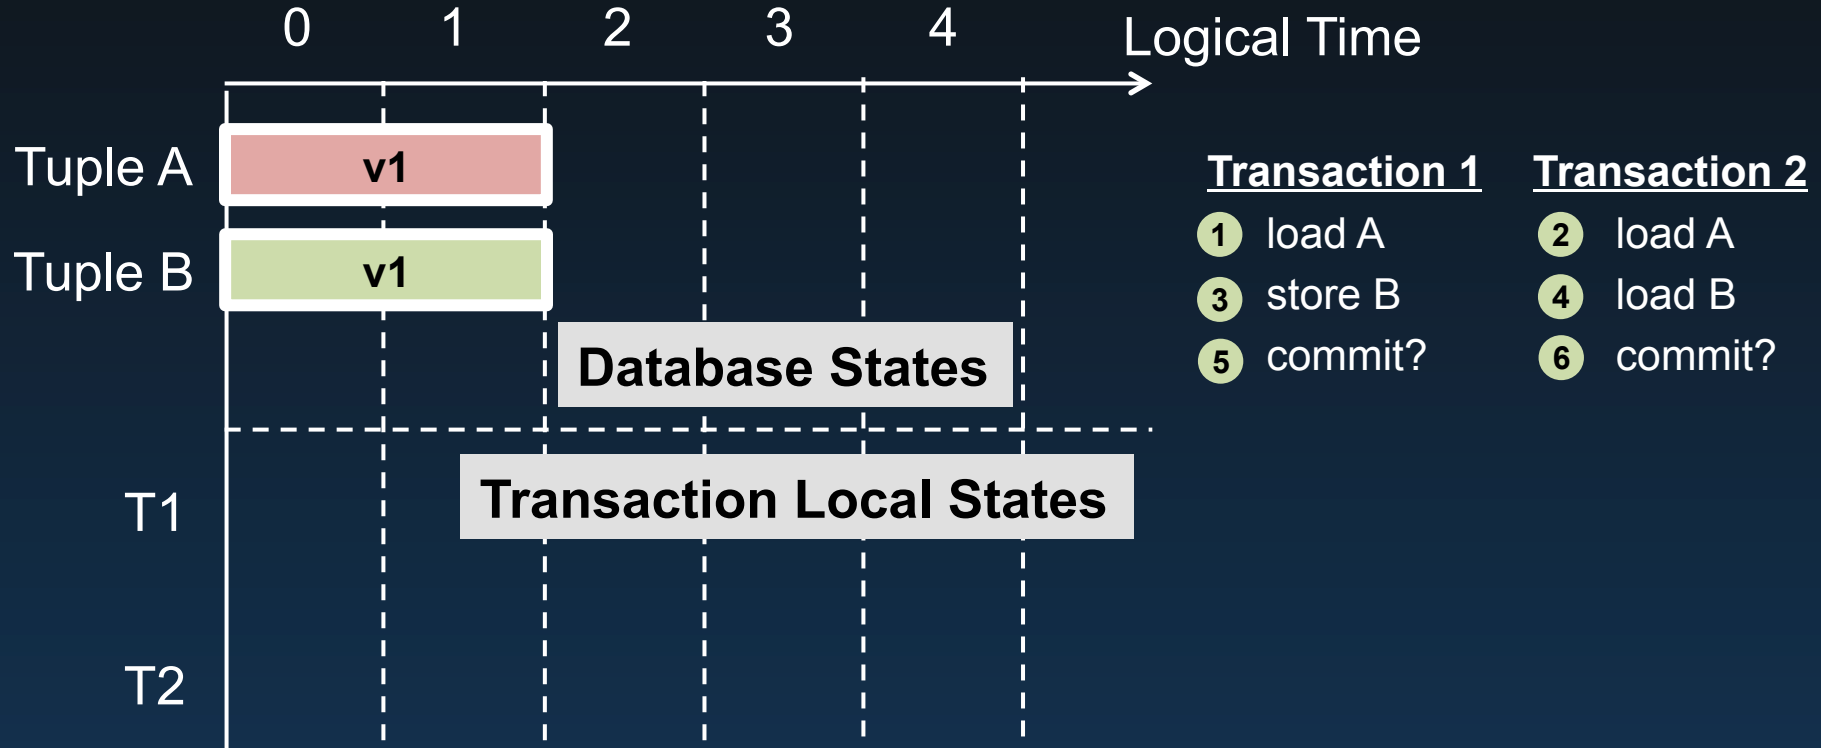 0 1 2 3 4 Logical Time
Tuple A v1
Tuple B v1
Database States
Transaction Local States
T1
T2
Transaction 1
1 load A
3 store B
5 commit?
Transaction 2
2 load A
4 load B
6 commit?